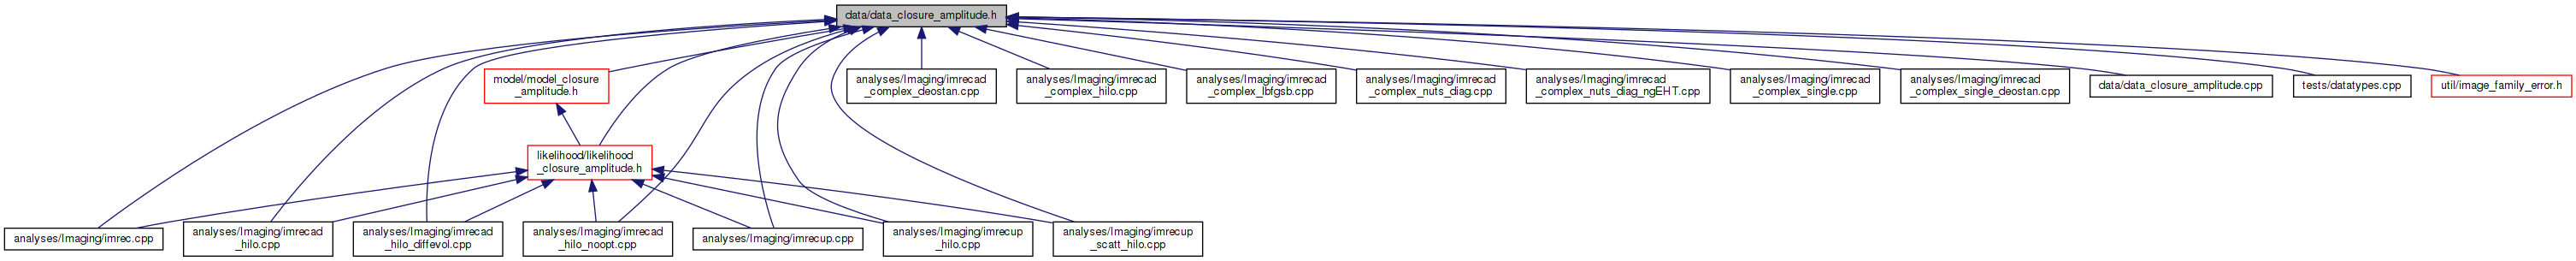 data/data_closure_amplitude.h
model/model_closure
_amplitude.h
analyses/Imaging/imrecad
_complex_deostan.cpp
analyses/Imaging/imrecad
_complex_hilo.cpp
analyses/Imaging/imrecad
_complex_lbfgsb.cpp
analyses/Imaging/imrecad
_complex_nuts_diag.cpp
analyses/Imaging/imrecad
_complex_nuts_diag_ngEHT.cpp
analyses/Imaging/imrecad
_complex_single.cpp
analyses/Imaging/imrecad
_complex_single_deostan.cpp
data/data_closure_amplitude.cpp
tests/datatypes.cpp
util/image_family_error.h
likelihood/likelihood
_closure_amplitude.h
analyses/Imaging/imrec.cpp
analyses/Imaging/imrecad
_hilo.cpp
analyses/Imaging/imrecad
_hilo_diffevol.cpp
analyses/Imaging/imrecad
_hilo_noopt.cpp
analyses/Imaging/imrecup.cpp
analyses/Imaging/imrecup
_hilo.cpp
analyses/Imaging/imrecup
_scatt_hilo.cpp